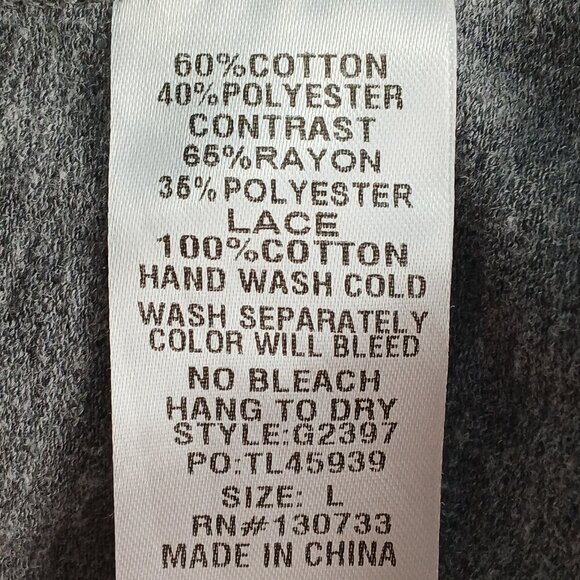 60%COTTON
40%POLYESTER
CONTRAST
65%RAYON
35%POLYESTER
LACE
100%COTTON
HAND WASH COLD
WASH SEPARATELY
COLOR WILL BLEED
NO BLEACH
HANG TO DRY
STYLE:G2397
PO:TL45939
SIZE: L
RN#130733
MADE IN CHINA